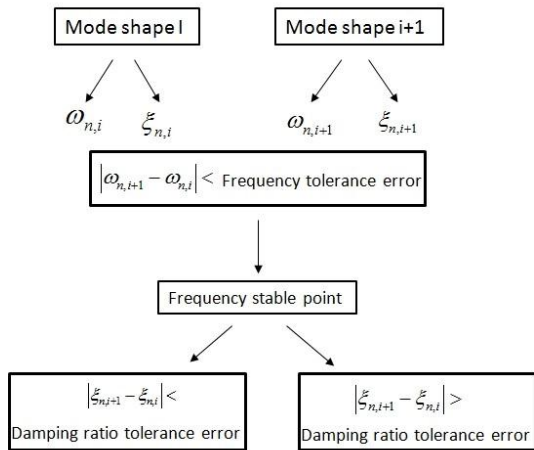 Mode shape I
Mode shape i+1
ω_{n,i}
ξ_{n,i}
ω_{n,i+1}
ξ_{n,i+1}
|ω_{n,i+1} − ω_{n,i}| < Frequency tolerance error
Frequency stable point
|ξ_{n,i+1} − ξ_{n,i}| <
Damping ratio tolerance error
|ξ_{n,i+1} − ξ_{n,i}| >
Damping ratio tolerance error